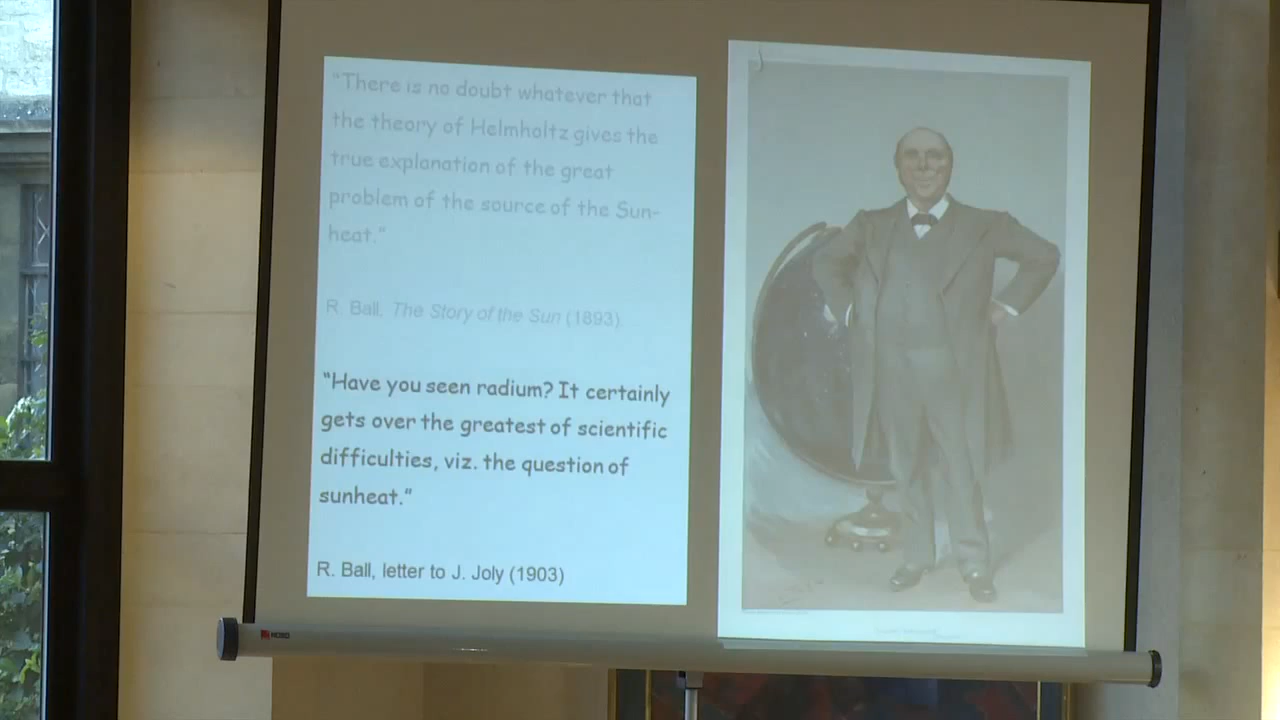 “There is no doubt whatever that
the theory of Helmholtz gives the
true explanation of the great
problem of the source of the Sun-
heat.”
R. Ball, The Story of the Sun (1893)
“Have you seen radium? It certainly
gets over the greatest of scientific
difficulties, viz. the question of
sunheat.”
R. Ball, letter to J. Joly (1903)